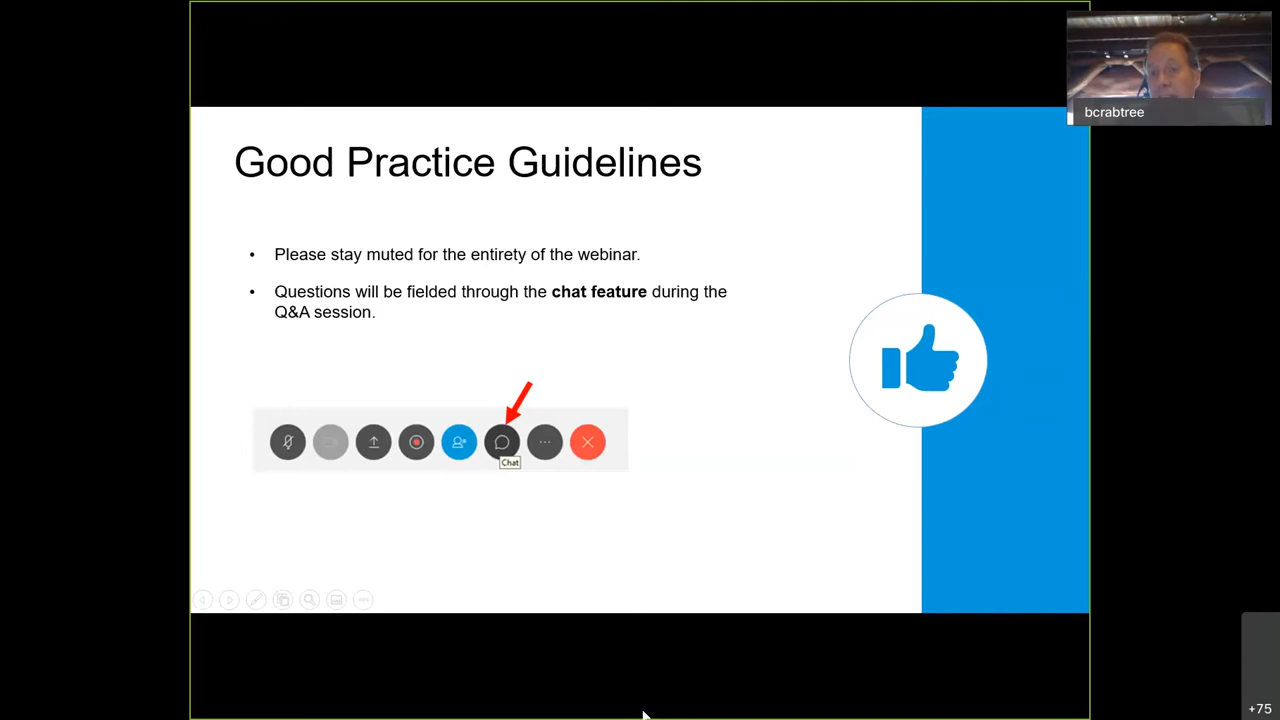 bcrabtree
Good Practice Guidelines
• Please stay muted for the entirety of the webinar.
• Questions will be fielded through the chat feature during the
Q&A session.
Chat
+75